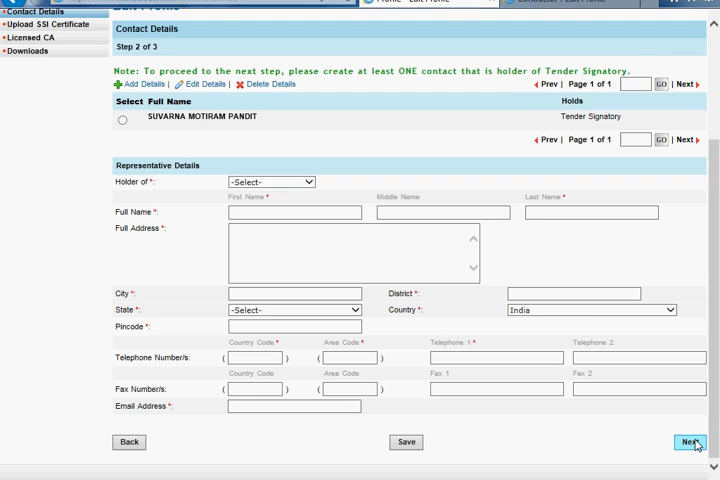 Contact Details
Upload SSI Certificate
Licensed CA
Downloads
Contact Details
Step 2 of 3
Note: To proceed to the next step, please create at least ONE contact that is holder of Tender Signatory.
Add Details | Edit Details | Delete Details Prev | Page 1 of 1 GO | Next
Select Full Name Holds
SUVARNA MOTIRAM PANDIT Tender Signatory
Prev | Page 1 of 1 GO | Next
Representative Details
Holder of *: -Select-
First Name * Middle Name Last Name *
Full Name *:
Full Address *:
City *: District *:
State *: -Select- Country *: India
Pincode *:
Country Code * Area Code * Telephone 1 * Telephone 2
Telephone Number/s: ( ) ( )
Country Code Area Code Fax 1 Fax 2
Fax Number/s: ( ) ( )
Email Address *:
Back Save Next